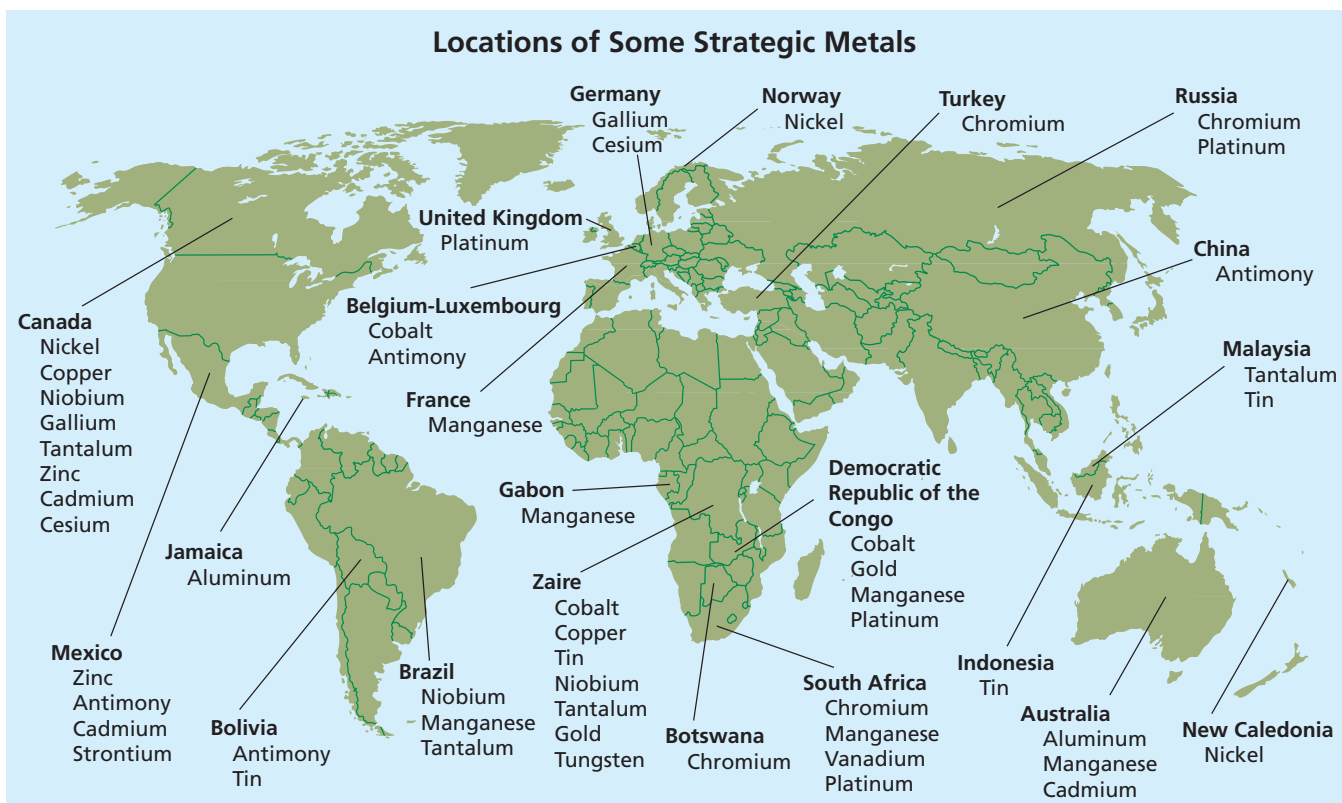 Locations of Some Strategic Metals
Germany
Gallium
Cesium
Norway
Nickel
Turkey
Chromium
Russia
Chromium
Platinum
United Kingdom
Platinum
China
Antimony
Belgium-Luxembourg
Cobalt
Antimony
Canada
Nickel
Copper
Niobium
Gallium
Tantalum
Zinc
Cadmium
Cesium
Malaysia
Tantalum
Tin
France
Manganese
Democratic
Republic of the
Congo
Cobalt
Gold
Manganese
Platinum
Gabon
Manganese
Jamaica
Aluminum
Zaire
Cobalt
Copper
Tin
Niobium
Tantalum
Gold
Tungsten
Mexico
Zinc
Antimony
Cadmium
Strontium
Bolivia
Antimony
Tin
Brazil
Niobium
Manganese
Tantalum
Botswana
Chromium
South Africa
Chromium
Manganese
Vanadium
Platinum
Indonesia
Tin
Australia
Aluminum
Manganese
Cadmium
New Caledonia
Nickel